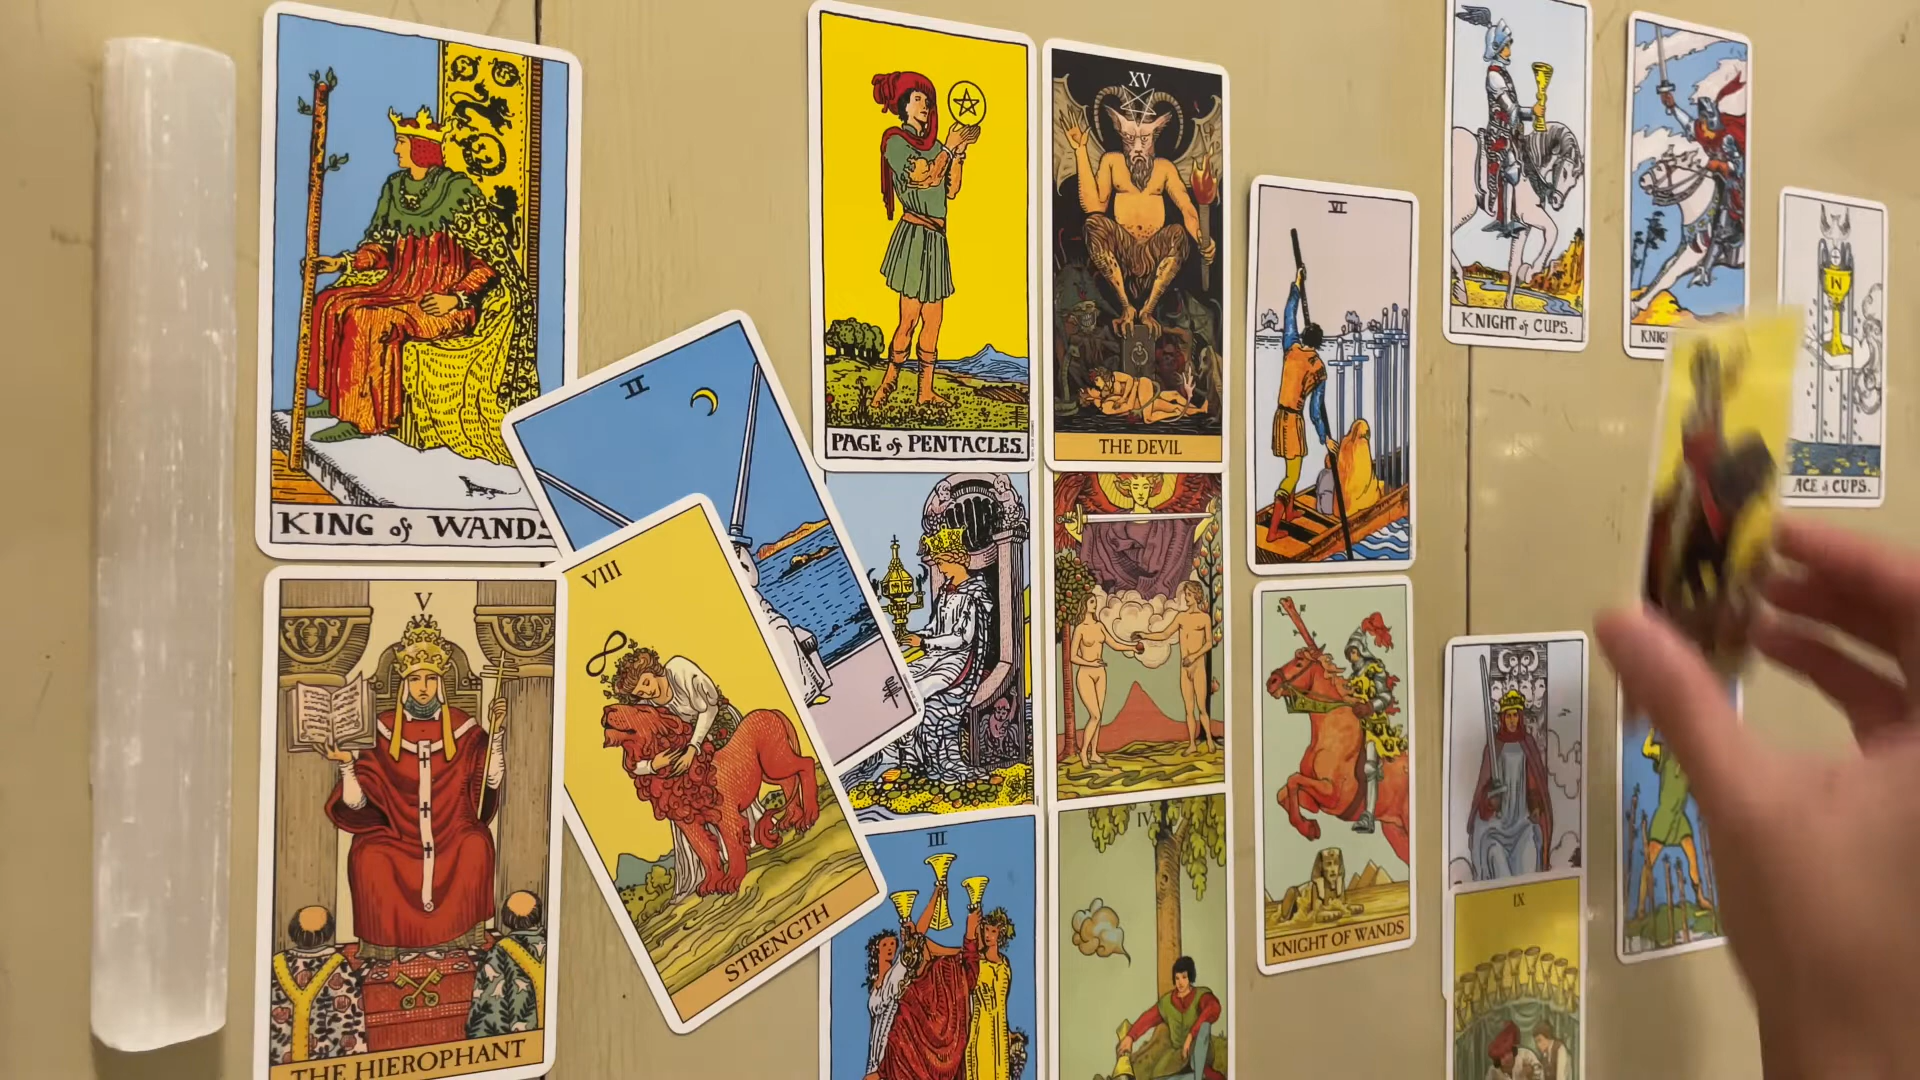 KING of WANDS
V
THE HIEROPHANT
II
VIII
STRENGTH
PAGE of PENTACLES.
III
XV
THE DEVIL
IV
VI
KNIGHT OF WANDS
KNIGHT of CUPS.
IX
ACE of CUPS.